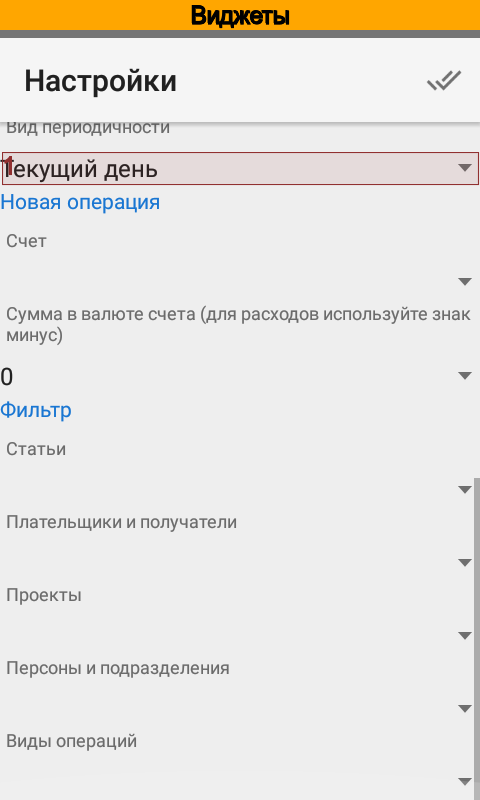 Виджеты
Настройки
Вид периодичности
Текущий день
Новая операция
Счет
Сумма в валюте счета (для расходов используйте знак
минус)
0
Фильтр
Статьи
Плательщики и получатели
Проекты
Персоны и подразделения
Виды операций